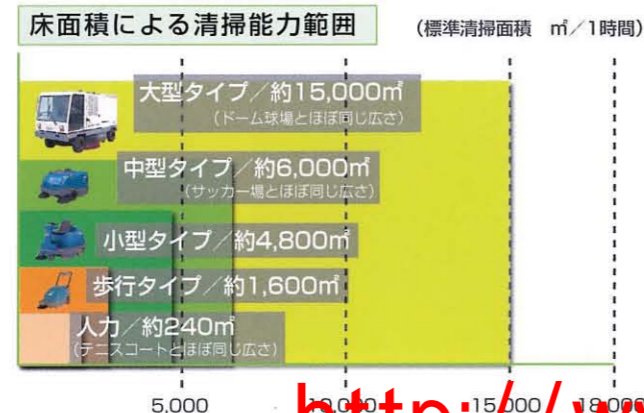 床面積による清掃能力範囲
(標準清掃面積 ㎡/1時間)
大型タイプ/約15,000㎡
(ドーム球場とほぼ同じ広さ)
中型タイプ/約6,000㎡
(サッカー場とほぼ同じ広さ)
小型タイプ/約4,800㎡
歩行タイプ/約1,600㎡
人力/約240㎡
(テニスコートとほぼ同じ広さ)
5.000 10.000 15.000 18.000
http://w